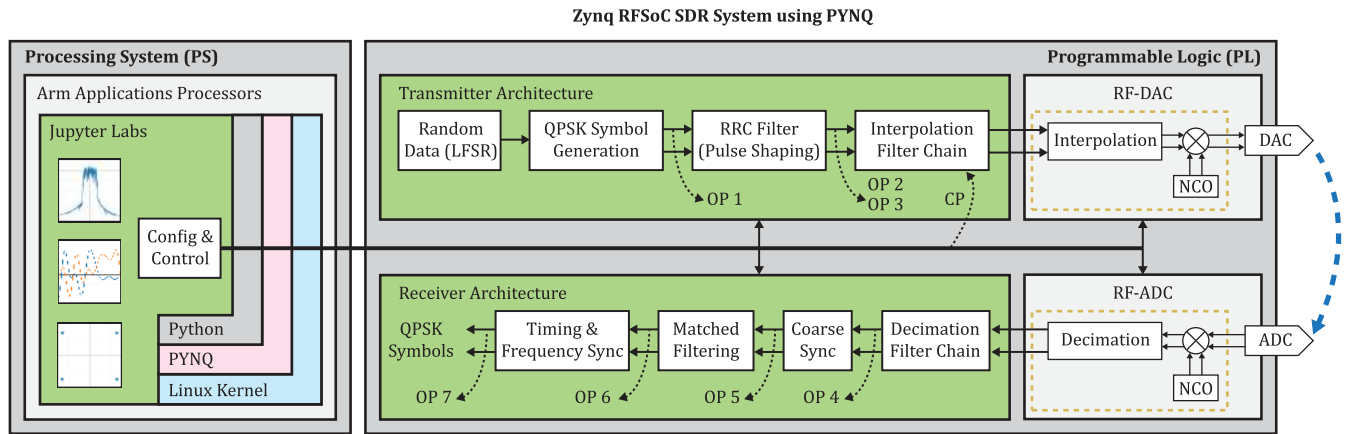 Zynq RFSoC SDR System using PYNQ
Processing System (PS)
Arm Applications Processors
Jupyter Labs
Config &
Control
Python
PYNQ
Linux Kernel
Programmable Logic (PL)
Transmitter Architecture
Random
Data (LFSR)
QPSK Symbol
Generation
RRC Filter
(Pulse Shaping)
Interpolation
Filter Chain
OP 1
OP 2
OP 3
CP
RF-DAC
Interpolation
NCO
DAC
Receiver Architecture
QPSK
Symbols
Timing &
Frequency Sync
Matched
Filtering
Coarse
Sync
Decimation
Filter Chain
OP 7
OP 6
OP 5
OP 4
RF-ADC
Decimation
NCO
ADC